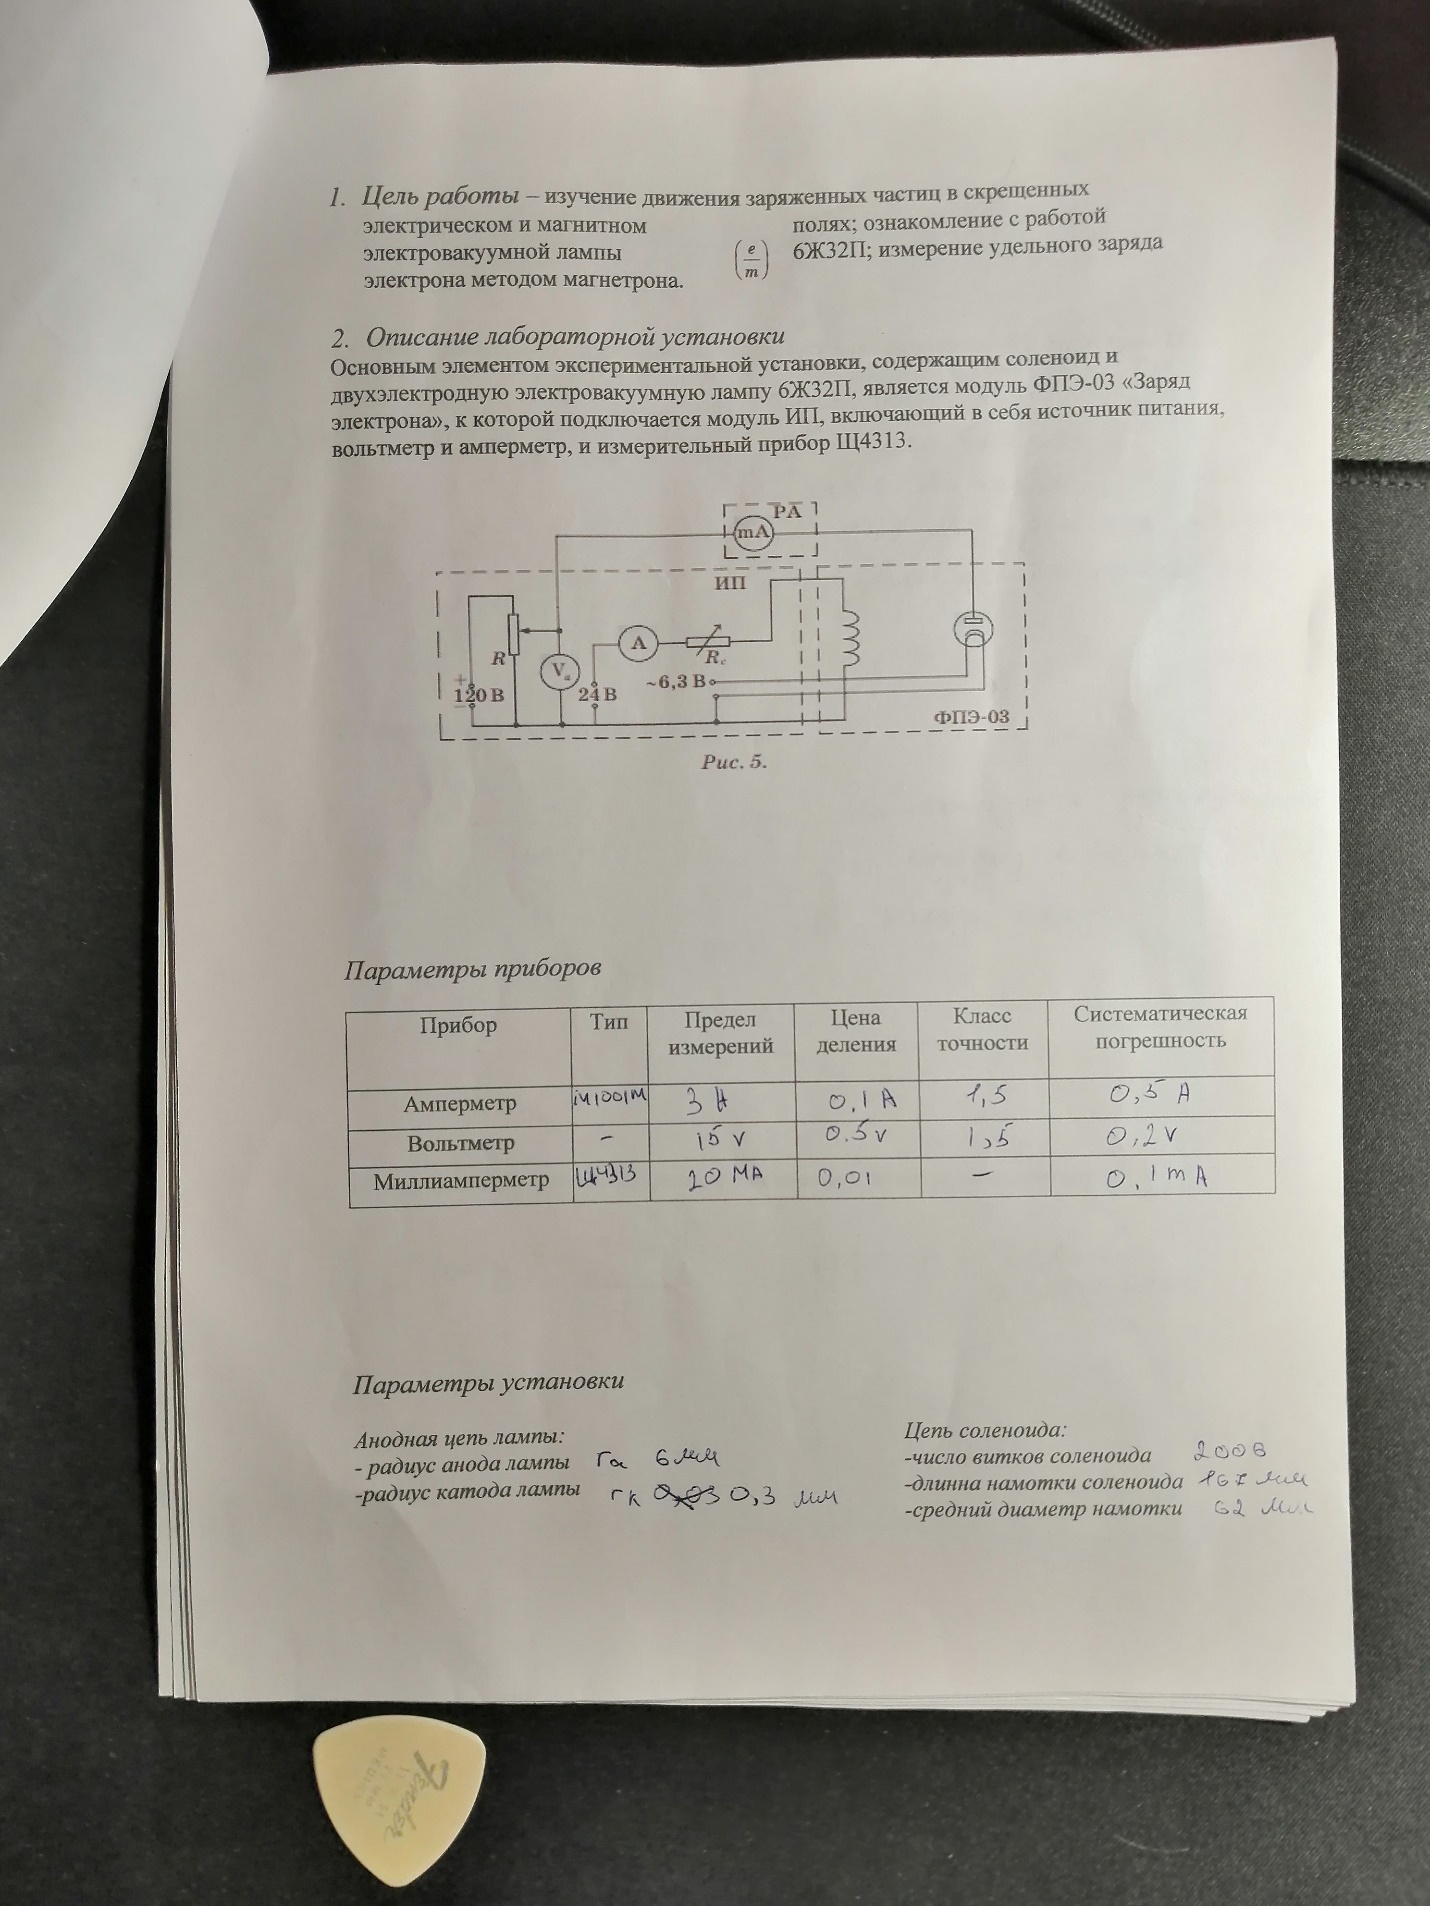 1. Цель работы – изучение движения заряженных частиц в скрещенных
электрическом и магнитном полях; ознакомление с работой
электровакуумной лампы (e/m) 6Ж32П; измерение удельного заряда
электрона методом магнетрона.
2. Описание лабораторной установки
Основным элементом экспериментальной установки, содержащим соленоид и
двухэлектродную электровакуумную лампу 6Ж32П, является модуль ФПЭ-03 «Заряд
электрона», к которой подключается модуль ИП, включающий в себя источник питания,
вольтметр и амперметр, и измерительный прибор Щ4313.
PA
mA
ИП
R
Va
A
Rc
+
120 В
–
24 В
~6,3 В
ФПЭ-03
Рис. 5.
Параметры приборов
Прибор Тип Предел измерений Цена деления Класс точности Систематическая погрешность
Амперметр М1001М 3 А 0,1 А 1,5 0,5 А
Вольтметр – 15 v 0.5 v 1,5 0,2 v
Миллиамперметр Щ4313 20 МА 0,01 – 0,1 mA
Параметры установки
Анодная цепь лампы:
- радиус анода лампы rа 6 мм
-радиус катода лампы rк 0,3 мм
Цепь соленоида:
-число витков соленоида
-длинна намотки соленоида 167 мм
-средний диаметр намотки 62 мм
Fender